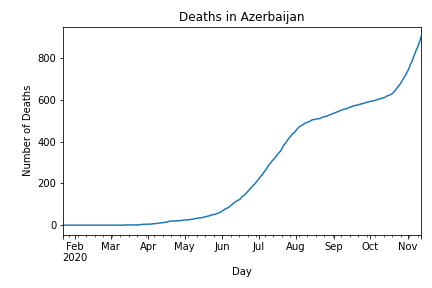 Deaths in Azerbaijan
Number of Deaths
800
600
400
200
0
Feb Mar Apr May Jun Jul Aug Sep Oct Nov
2020
Day